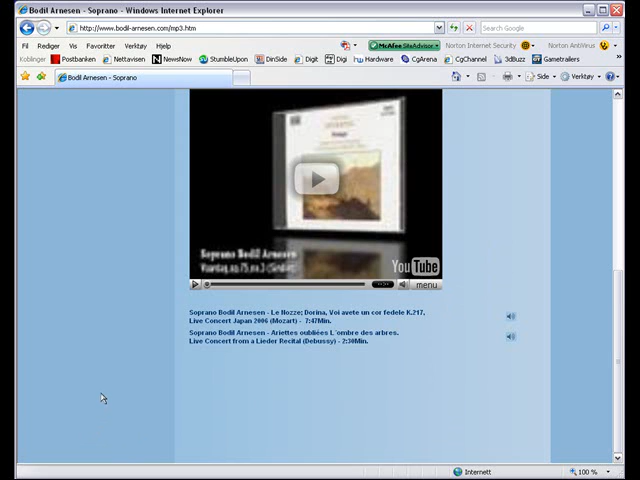 Bodil Arnesen - Soprano - Windows Internet Explorer
http://www.bodil-arnesen.com/mp3.htm
Search Google
Fil Rediger Vis Favoritter Verktøy Hjelp
McAfee SiteAdvisor
Norton Internet Security
Norton AntiVirus
Koblinger Postbanken Nettavisen NewsNow StumbleUpon DinSide Digit Digi Hardware CgArena CgChannel 3dBuzz Gametrailers
Bodil Arnesen - Soprano
Side Verktøy
Soprano Bodil Arnesen
YouTube
menu
Soprano Bodil Arnesen - Le Nozze; Dorina, Voi avete un cor fedele K.217,
Live Concert Japan 2006 (Mozart) - 7:47Min.
Soprano Bodil Arnesen - Ariettes oubliées L´ombre des arbres.
Live Concert from a Lieder Recital (Debussy) - 2:30Min.
Internett
100 %